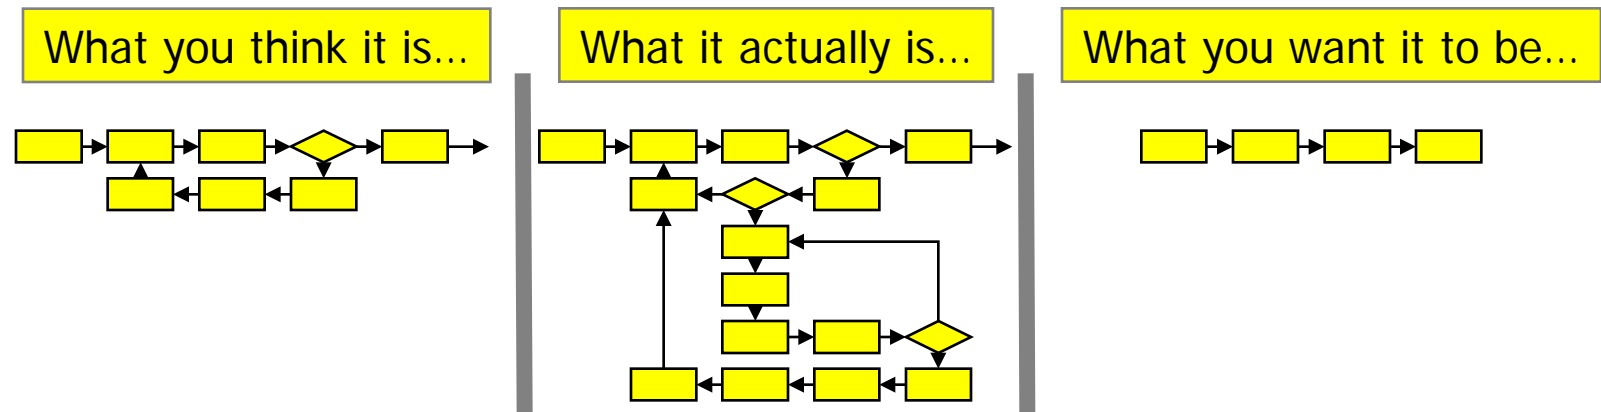 What you think it is...
What it actually is...
What you want it to be...